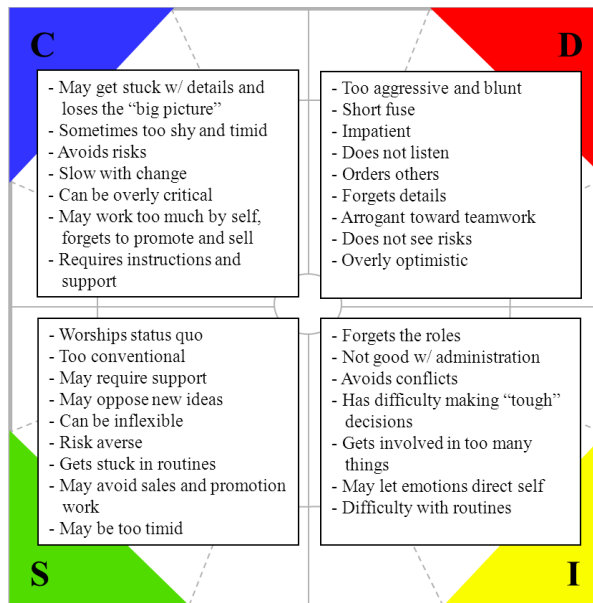 C
- May get stuck w/ details and
loses the “big picture”
- Sometimes too shy and timid
- Avoids risks
- Slow with change
- Can be overly critical
- May work too much by self,
forgets to promote and sell
- Requires instructions and
support
D
- Too aggressive and blunt
- Short fuse
- Impatient
- Does not listen
- Orders others
- Forgets details
- Arrogant toward teamwork
- Does not see risks
- Overly optimistic
- Worships status quo
- Too conventional
- May require support
- May oppose new ideas
- Can be inflexible
- Risk averse
- Gets stuck in routines
- May avoid sales and promotion
work
- May be too timid
S
- Forgets the roles
- Not good w/ administration
- Avoids conflicts
- Has difficulty making “tough”
decisions
- Gets involved in too many
things
- May let emotions direct self
- Difficulty with routines
I